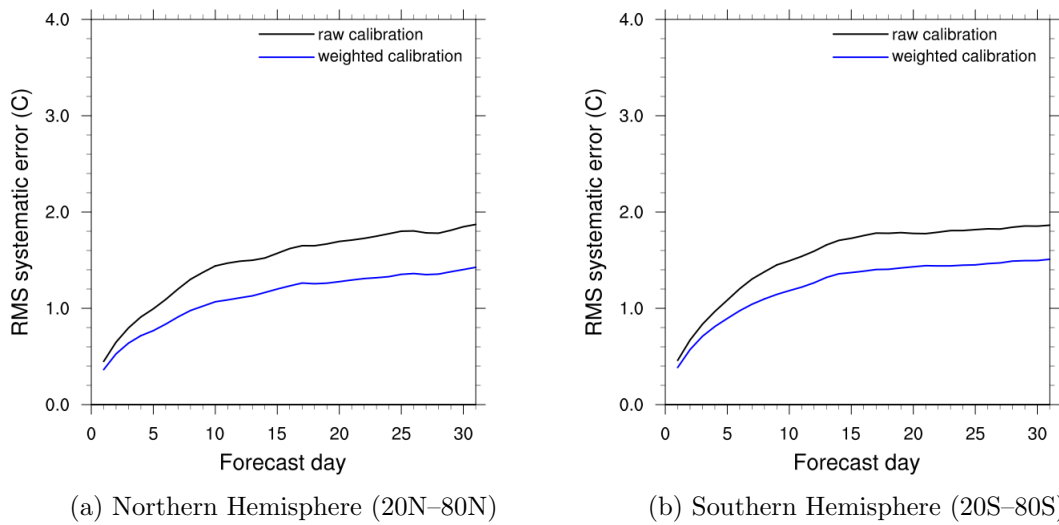 4.0
3.0
2.0
1.0
0.0
RMS systematic error (C)
raw calibration
weighted calibration
0 5 10 15 20 25 30
Forecast day
(a) Northern Hemisphere (20N–80N)
4.0
3.0
2.0
1.0
0.0
RMS systematic error (C)
raw calibration
weighted calibration
0 5 10 15 20 25 30
Forecast day
(b) Southern Hemisphere (20S–80S)